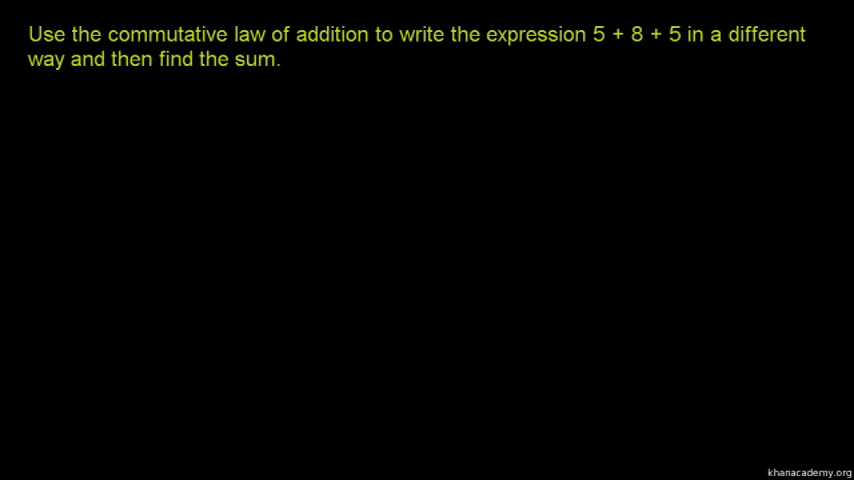 Use the commutative law of addition to write the expression 5 + 8 + 5 in a different
way and then find the sum.
khanacademy.org